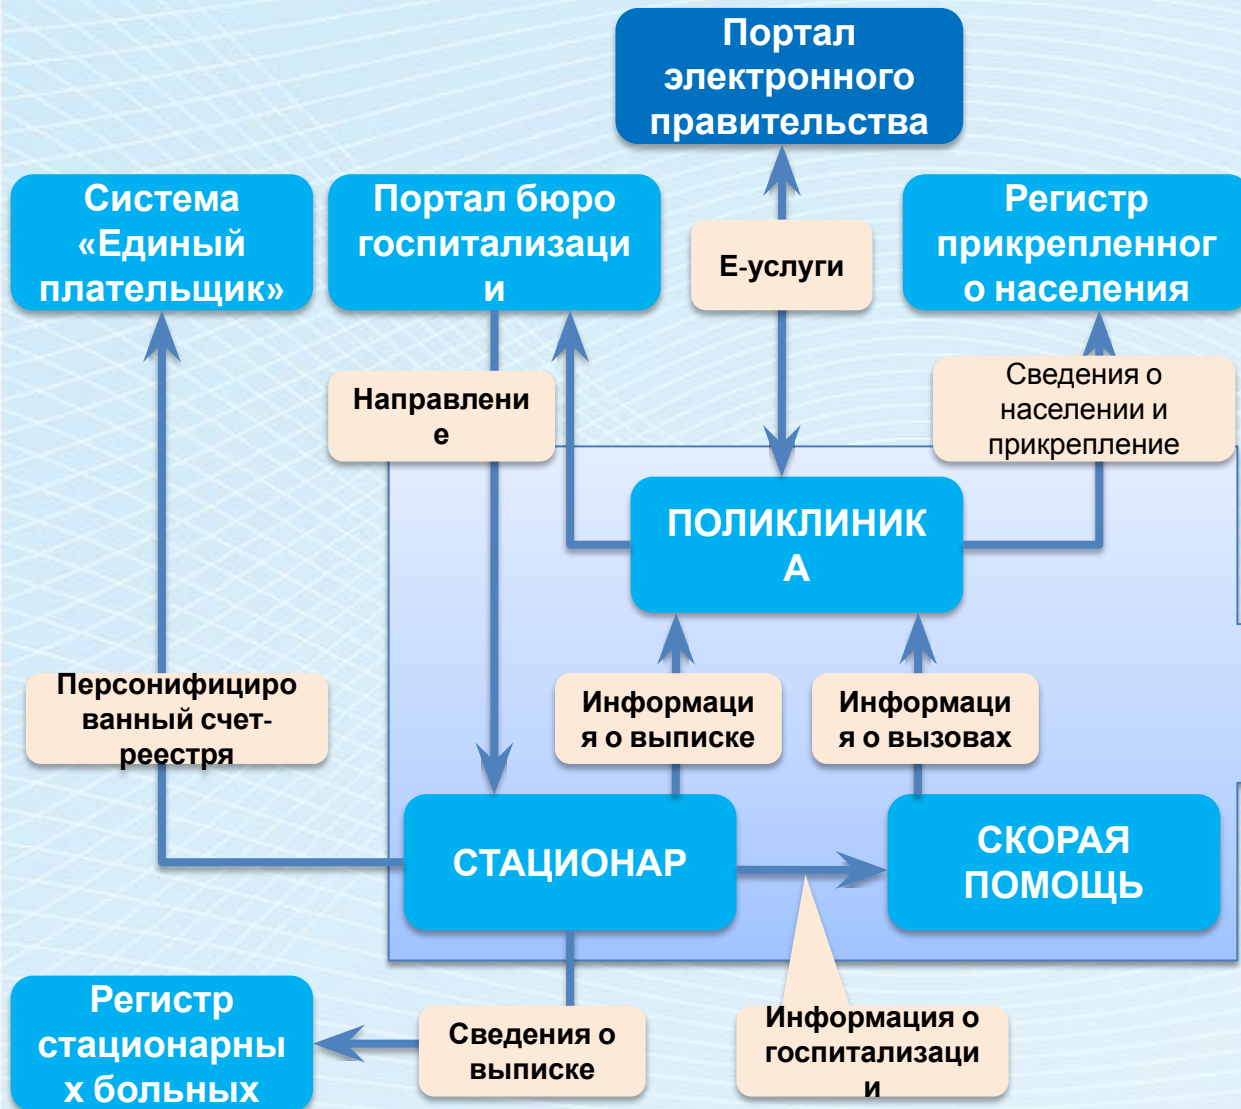 Портал
электронного
правительства
Система
«Единый
плательщик»
Портал бюро
госпитализаци
и
Регистр
прикрепленног
о населения
Е-услуги
Направлени
е
Сведения о
населении и
прикрепление
ПОЛИКЛИНИК
А
Персонифициро
ванный счет-
реестря
Информаци
я о выписке
Информаци
я о вызовах
СТАЦИОНАР
СКОРАЯ
ПОМОЩЬ
Регистр
стационарны
х больных
Сведения о
выписке
Информация о
госпитализаци
и